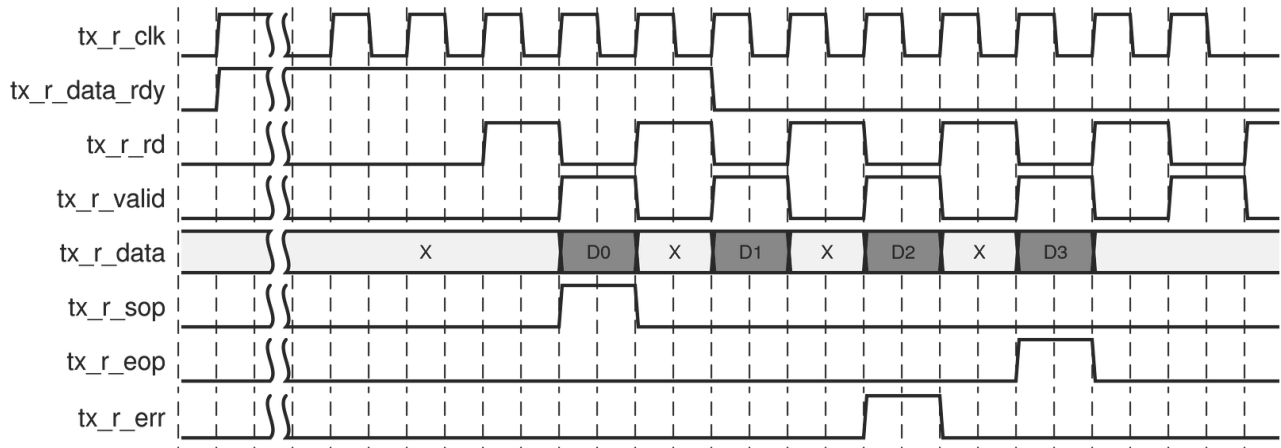 tx_r_clk
tx_r_data_rdy
tx_r_rd
tx_r_valid
tx_r_data X D0 X D1 X D2 X D3
tx_r_sop
tx_r_eop
tx_r_err